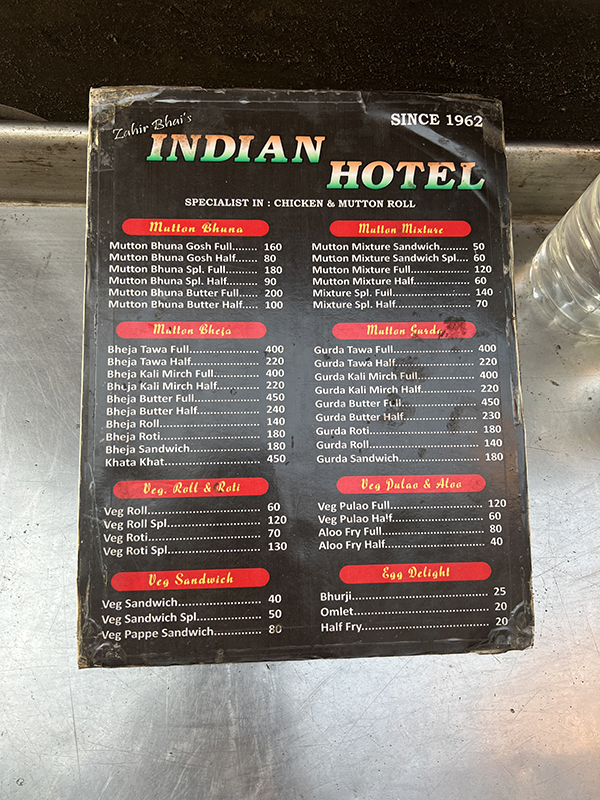 Zahir Bhai's
SINCE 1962
INDIAN
HOTEL
SPECIALIST IN : CHICKEN & MUTTON ROLL
Mutton Bhuna
Mutton Bhuna Gosh Full....... 160
Mutton Bhuna Gosh Half...... 80
Mutton Bhuna Spl. Full........ 180
Mutton Bhuna Spl. Half....... 90
Mutton Bhuna Butter Full..... 200
Mutton Bhuna Butter Half.... 100
Mutton Mixture
Mutton Mixture Sandwich......... 50
Mutton Mixture Sandwich Spl.... 60
Mutton Mixture Full................... 120
Mutton Mixture Half................... 60
Mixture Spl. Full........................ 140
Mixture Spl. Half....................... 70
Mutton Bheja
Bheja Tawa Full..................... 400
Bheja Tawa Half.................... 220
Bheja Kali Mirch Full.............. 400
Bheja Kali Mirch Half............. 220
Bheja Butter Full................... 450
Bheja Butter Half.................. 240
Bheja Roll............................ 140
Bheja Roti............................ 180
Bheja Sandwich.................... 180
Khata Khat........................... 450
Mutton Gurda
Gurda Tawa Full....................... 400
Gurda Tawa Half...................... 220
Gurda Kali Mirch Full................ 400
Gurda Kali Mirch Half............... 220
Gurda Butter Full..................... 450
Gurda Butter Half.................... 230
Gurda Roti.............................. 180
Gurda Roll.............................. 140
Gurda Sandwich...................... 180
Veg. Roll & Roti
Veg Roll............................... 60
Veg Roll Spl.......................... 120
Veg Roti............................... 70
Veg Roti Spl.......................... 130
Veg Pulao & Aloo
Veg Pulao Full......................... 120
Veg Pulao Half........................ 60
Aloo Fry Full........................... 80
Aloo Fry Half.......................... 40
Veg Sandwich
Veg Sandwich...................... 40
Veg Sandwich Spl................. 50
Veg Pappe Sandwich............. 80
Egg Delight
Bhurji.................................... 25
Omlet.................................... 20
Half Fry................................. 20